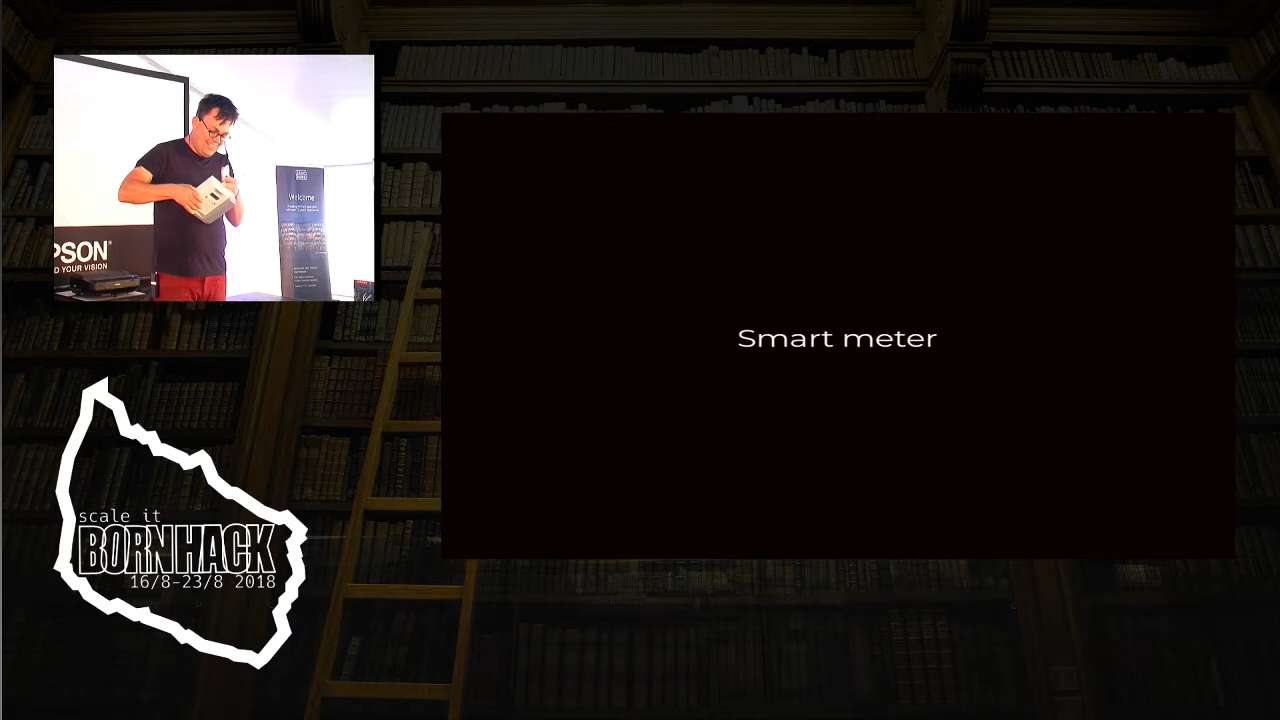 Welcome
PSON®
D YOUR VISION
Smart meter
scale it
BORNHACK
16/8-23/8 2018